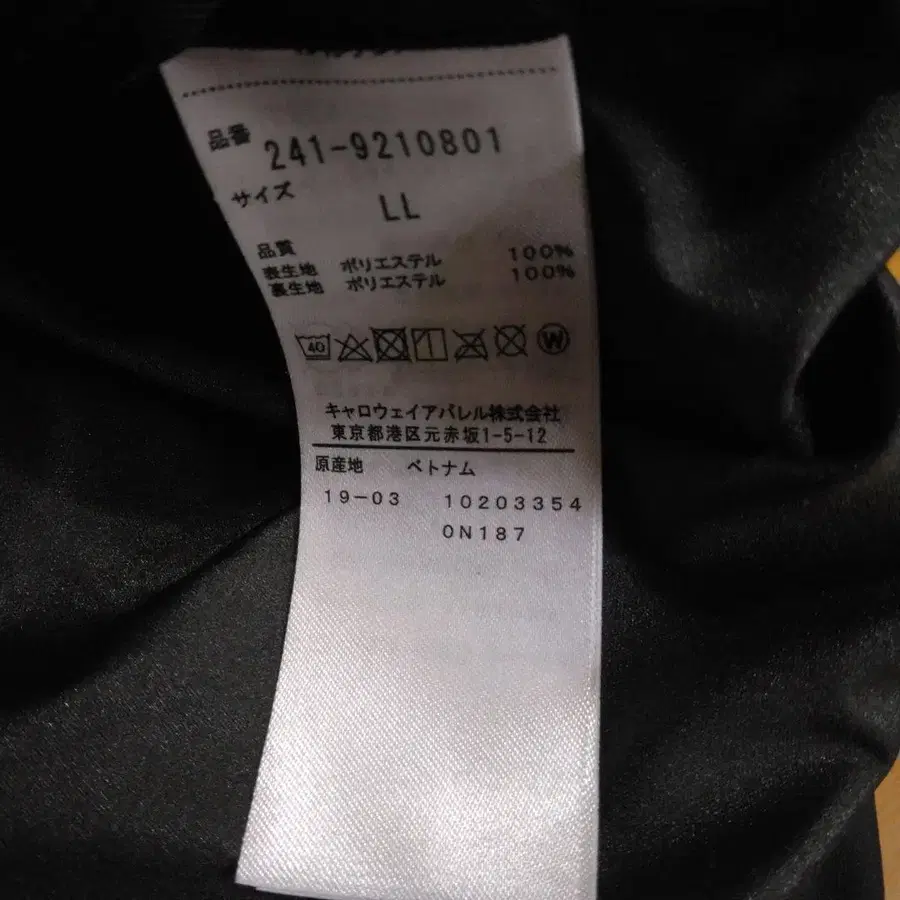 品番 241-9210801
サイズ LL
品質
表生地 ポリエステル 100%
裏生地 ポリエステル 100%
40 W
キャロウェイアパレル株式会社
東京都港区元赤坂1-5-12
原産地 ベトナム
19-03 10203354
0N187